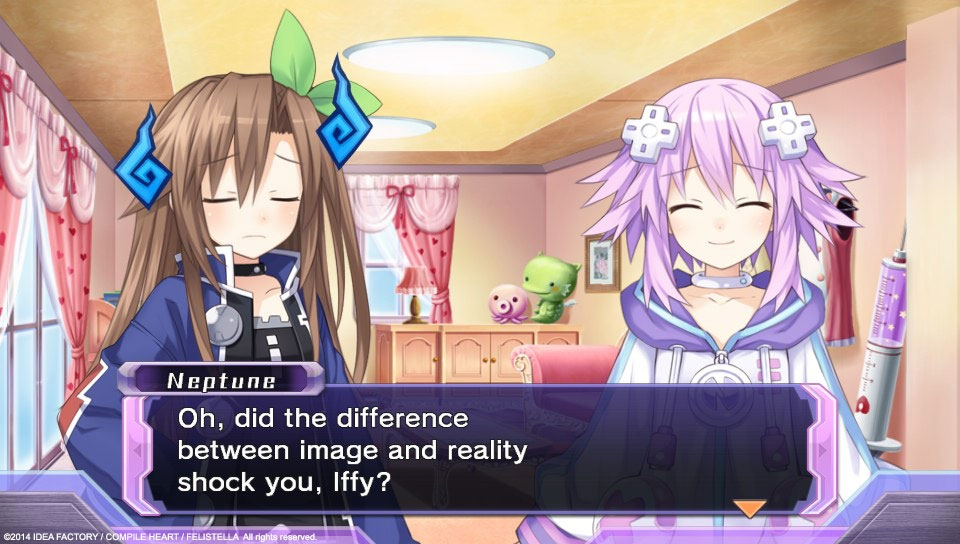 Neptune
Oh, did the difference
between image and reality
shock you, Iffy?
©2014 IDEA FACTORY / COMPILE HEART / FELISTELLA All rights reserved.